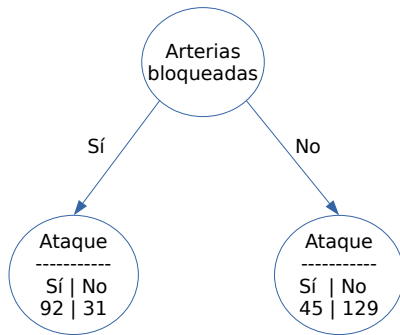 Arterias
bloqueadas
Sí
No
Ataque
-----------
Sí | No
92 | 31
Ataque
-----------
Sí | No
45 | 129